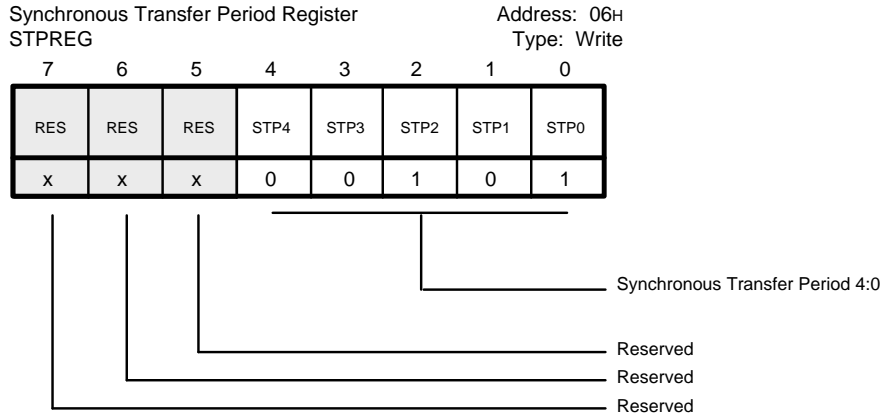 Synchronous Transfer Period Register Address: 06H
STPREG Type: Write
7 6 5 4 3 2 1 0
RES RES RES STP4 STP3 STP2 STP1 STP0
x x x 0 0 1 0 1
Synchronous Transfer Period 4:0
Reserved
Reserved
Reserved